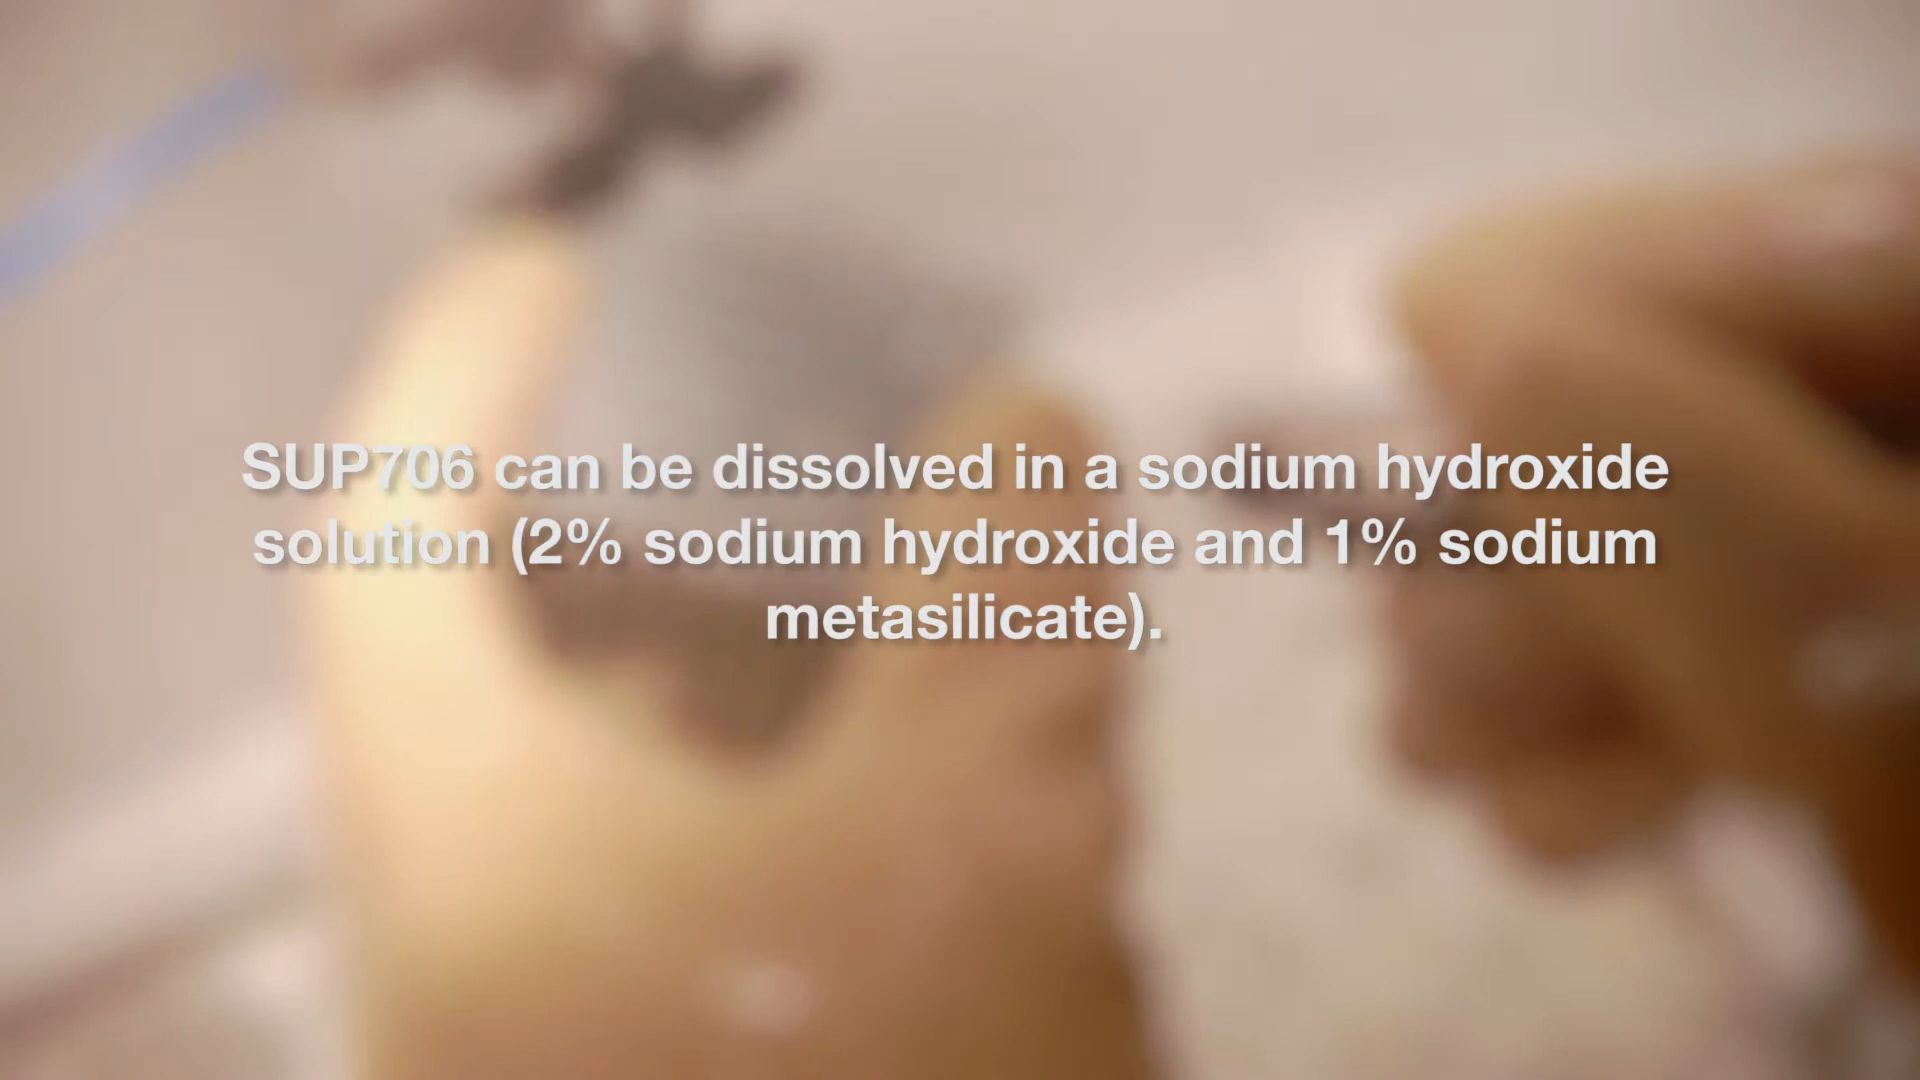 SUP706 can be dissolved in a sodium hydroxide
solution (2% sodium hydroxide and 1% sodium
metasilicate).